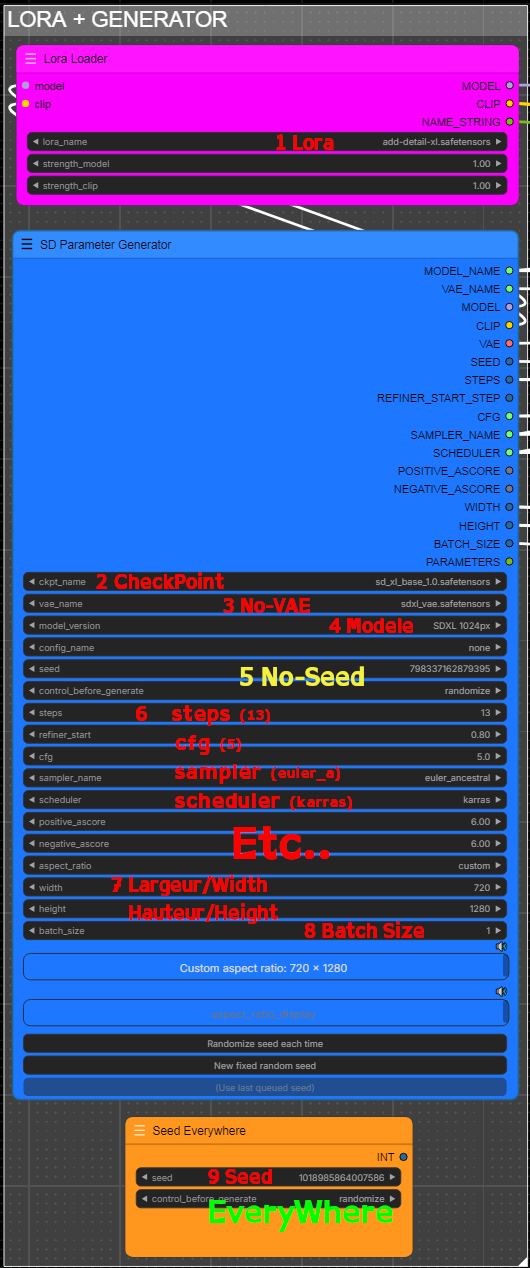 LORA + GENERATOR
Lora Loader
model MODEL
clip CLIP
NAME_STRING
lora_name 1 Lora add-detail-xl.safetensors
strength_model 1.00
strength_clip 1.00
SD Parameter Generator
MODEL_NAME
VAE_NAME
MODEL
CLIP
VAE
SEED
STEPS
REFINER_START_STEP
CFG
SAMPLER_NAME
SCHEDULER
POSITIVE_ASCORE
NEGATIVE_ASCORE
WIDTH
HEIGHT
BATCH_SIZE
PARAMETERS
ckpt_name 2 CheckPoint sd_xl_base_1.0.safetensors
vae_name 3 No-VAE sdxl_vae.safetensors
model_version 4 Modele SDXL 1024px
config_name none
seed 5 No-Seed 798337162879395
control_before_generate randomize
steps 6 steps (13) 13
refiner_start 0.80
cfg cfg (5) 5.0
sampler_name sampler (euler_a) euler_ancestral
scheduler scheduler (karras) karras
positive_ascore 6.00
Etc..
negative_ascore 6.00
aspect_ratio custom
width 7 Largeur/Width 720
height Hauteur/Height 1280
batch_size 8 Batch Size 1
Custom aspect ratio: 720 × 1280
aspect_ratio_display
Randomize seed each time
New fixed random seed
(Use last queued seed)
Seed Everywhere
INT
seed 9 Seed 1018985864007586
control_before_generate randomize
EveryWhere